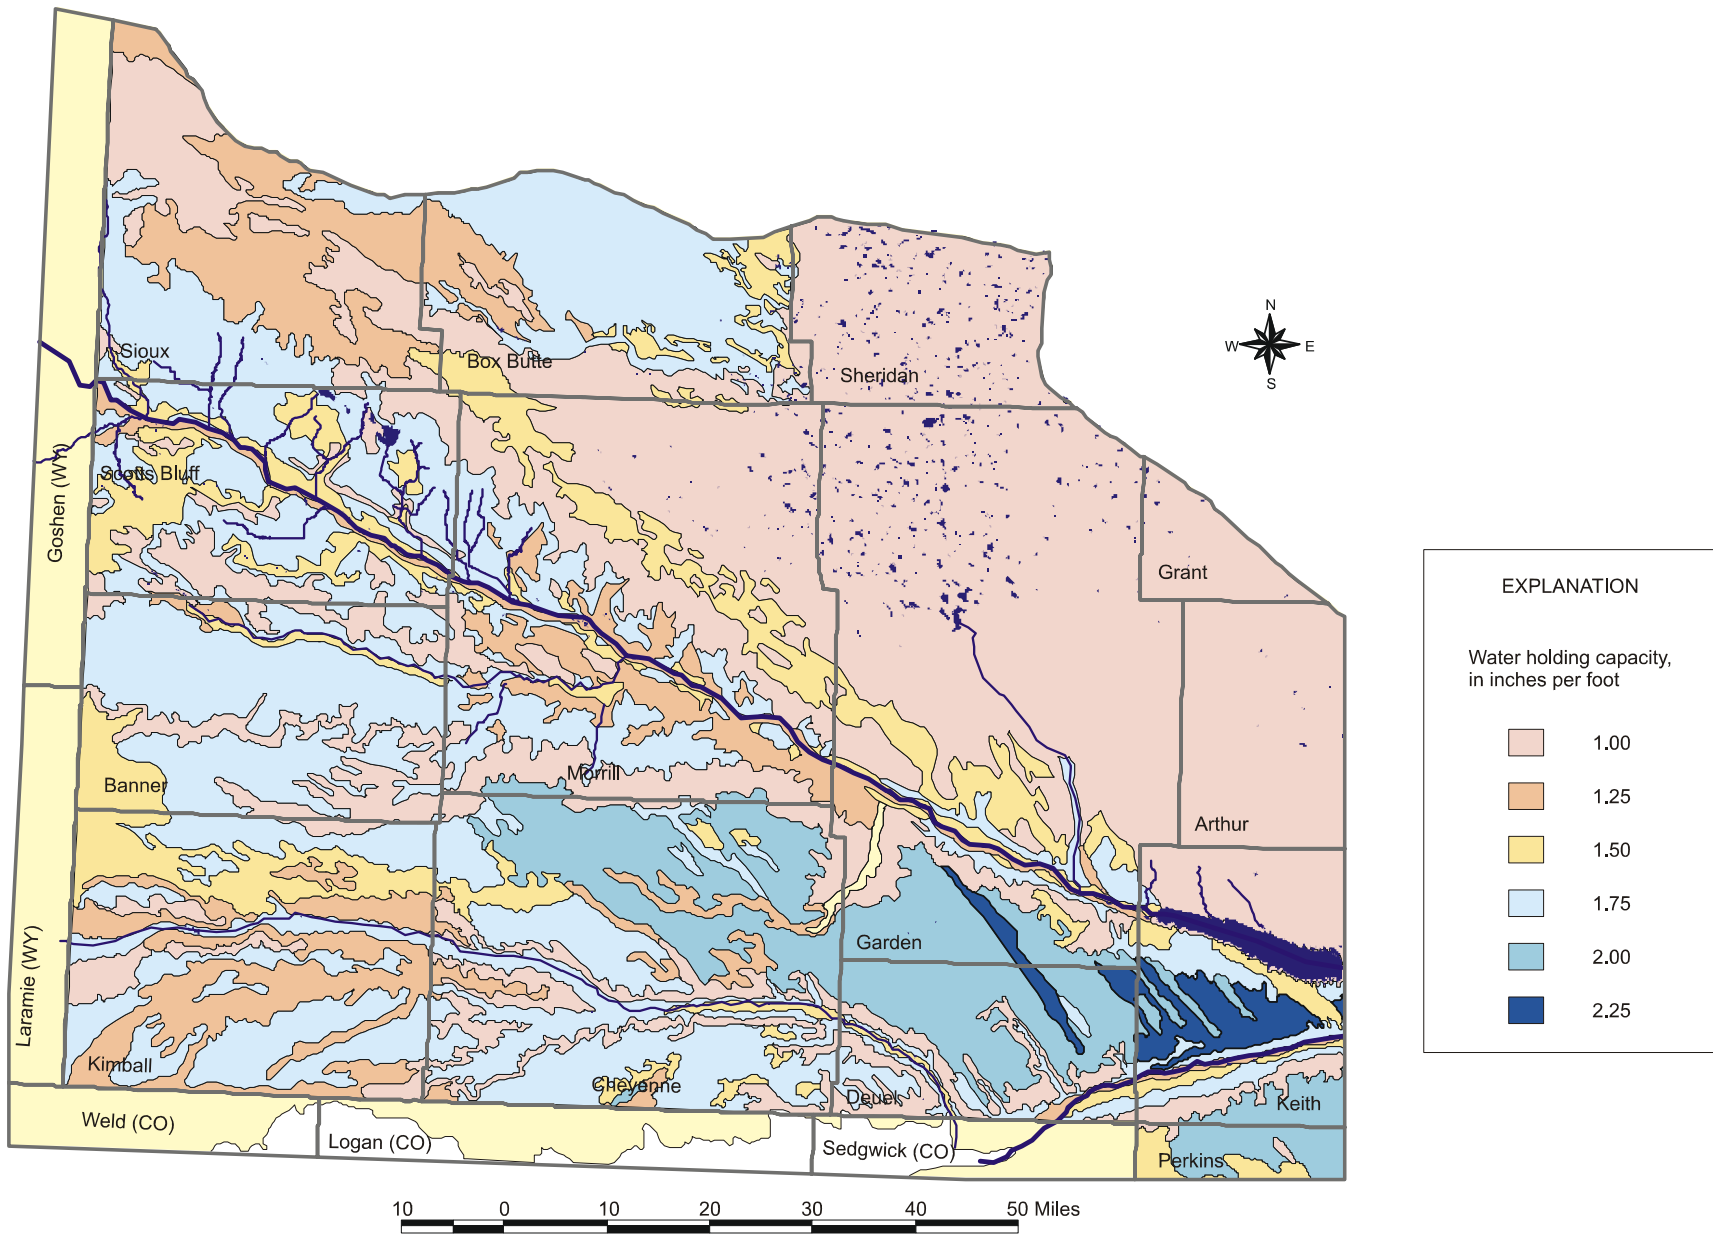 N
W E
S
Sioux
Box Butte
Sheridan
Scotts Bluff
Goshen (WY)
Grant
Banner
Morrill
Arthur
Garden
Laramie (WY)
Kimball
Cheyenne
Deuel
Keith
Weld (CO)
Logan (CO)
Sedgwick (CO)
Perkins
EXPLANATION
Water holding capacity,
in inches per foot
1.00
1.25
1.50
1.75
2.00
2.25
10 0 10 20 30 40 50 Miles